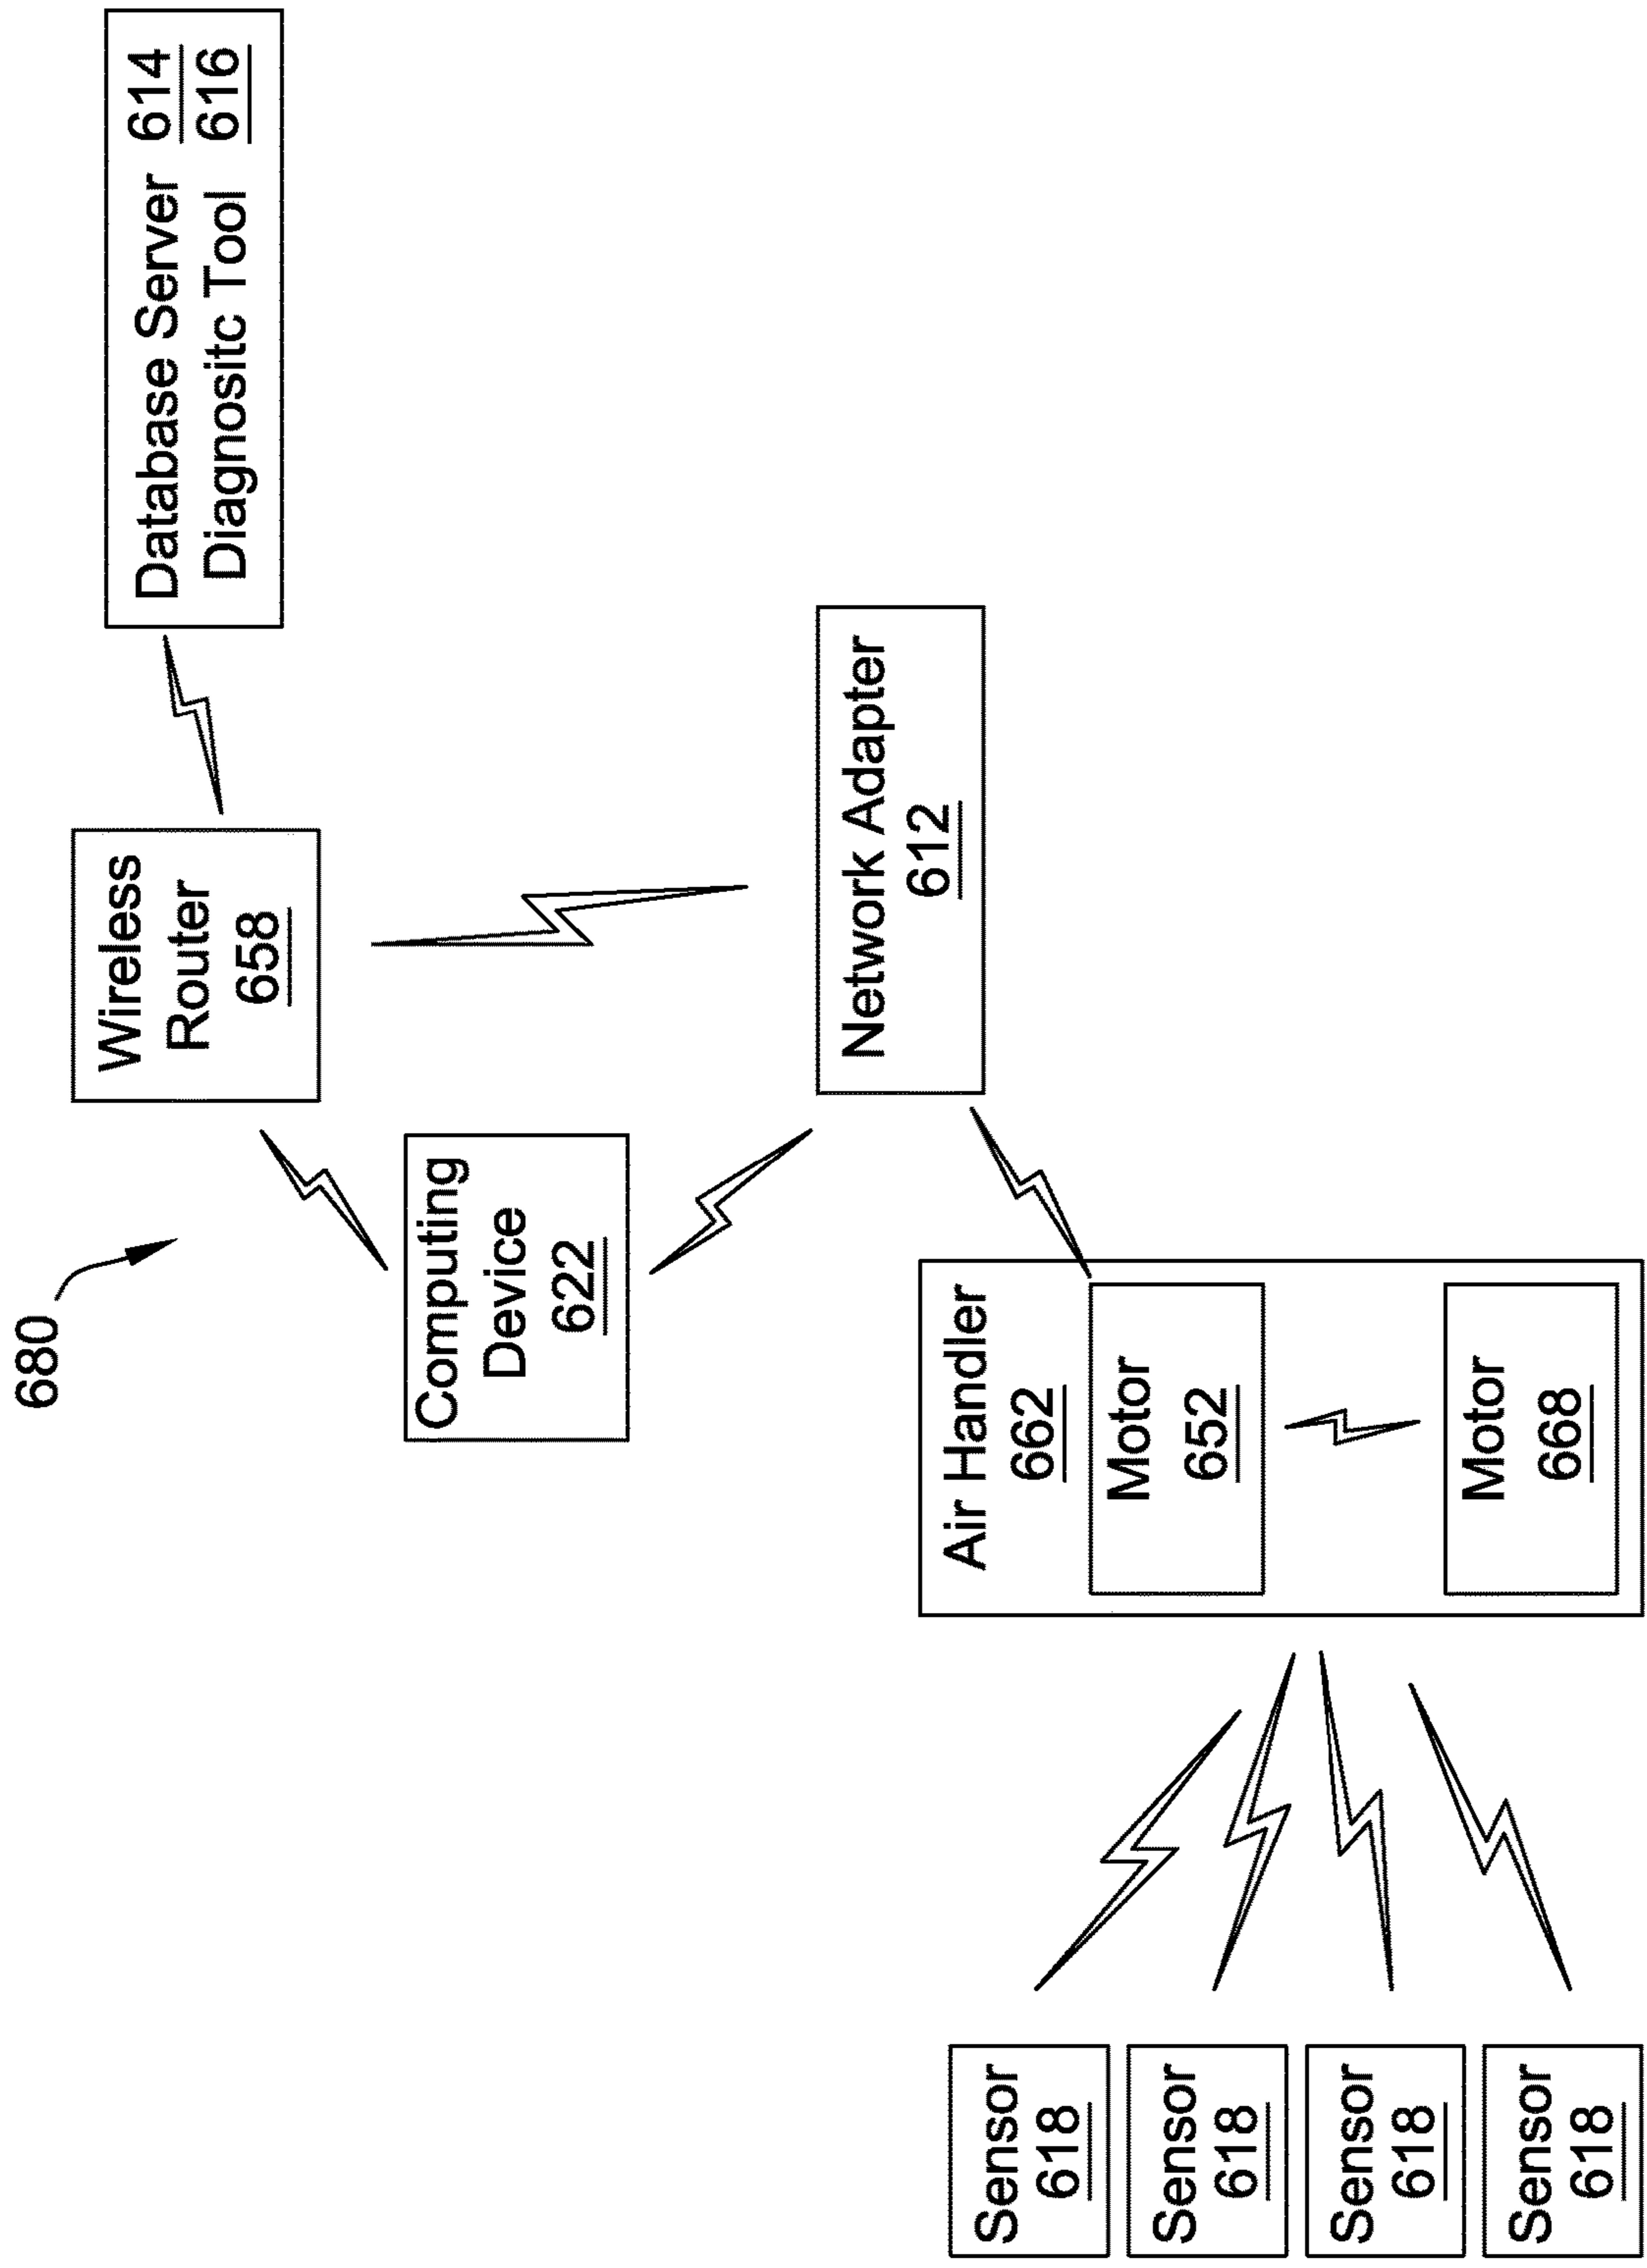 680
Wireless
Router
658
Database Server 614
Diagnositc Tool 616
Computing
Device
622
Network Adapter
612
Air Handler
662
Motor
652
Motor
668
Sensor
618
Sensor
618
Sensor
618
Sensor
618